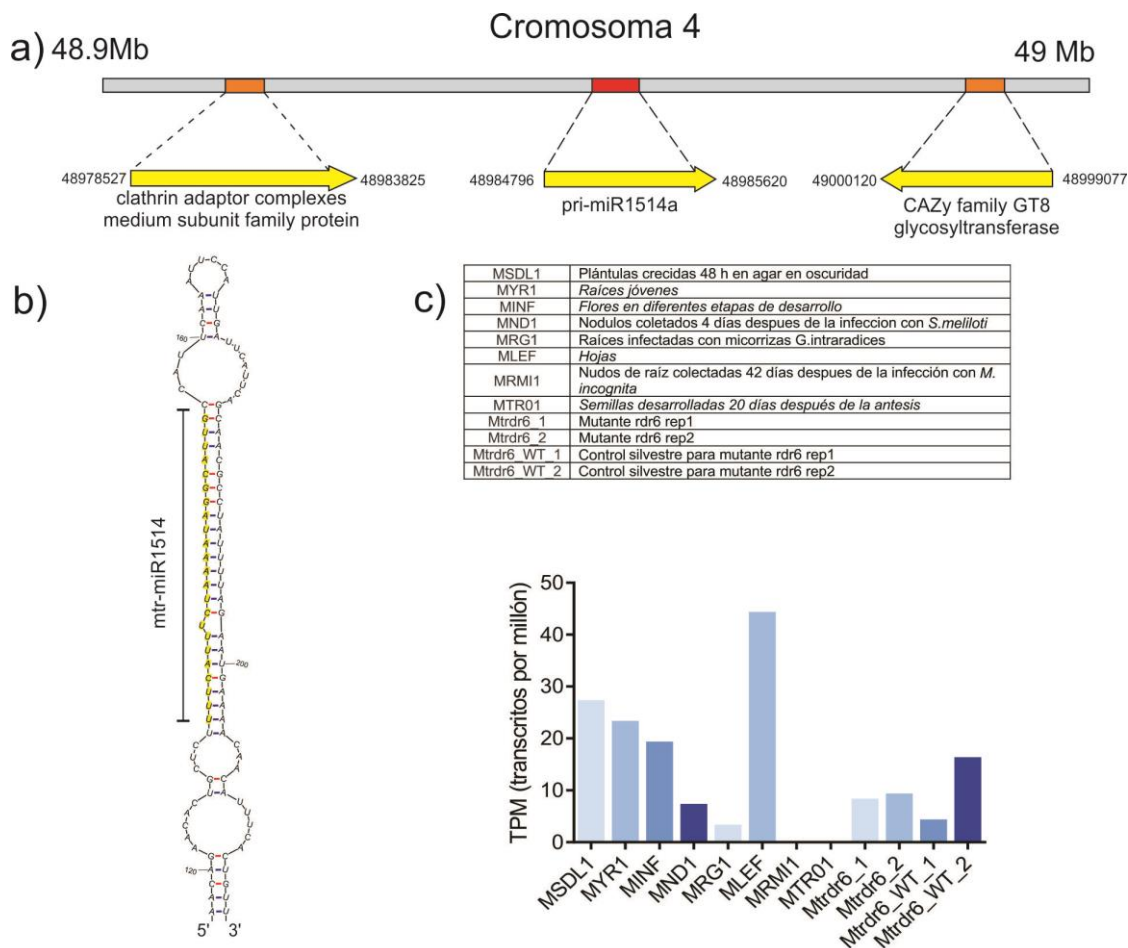 Cromosoma 4
a)
48.9Mb
49 Mb
48978527
48983825
48984796
48985620
49000120
48999077
clathrin adaptor complexes
medium subunit family protein
pri-miR1514a
CAZy family GT8
glycosyltransferase
b)
160
mtr-miR1514
200
120
5'
3'
c)
MSDL1 Plántulas crecidas 48 h en agar en oscuridad
MYR1 Raíces jóvenes
MINF Flores en diferentes etapas de desarrollo
MND1 Nodulos coletados 4 días despues de la infeccion con S.meliloti
MRG1 Raíces infectadas con micorrizas G.intraradices
MLEF Hojas
MRMI1 Nudos de raíz colectadas 42 días despues de la infección con M.
incognita
MTR01 Semillas desarrolladas 20 días después de la antesis
Mtrdr6_1 Mutante rdr6 rep1
Mtrdr6_2 Mutante rdr6 rep2
Mtrdr6_WT_1 Control silvestre para mutante rdr6 rep1
Mtrdr6_WT_2 Control silvestre para mutante rdr6 rep2
TPM (transcritos por millón)
50
40
30
20
10
0
MSDL1
MYR1
MINF
MND1
MRG1
MLEF
MRMI1
MTR01
Mtrdr6_1
Mtrdr6_2
Mtrdr6_WT_1
Mtrdr6_WT_2